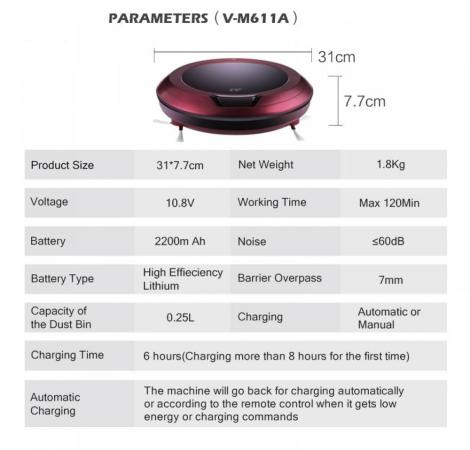 PARAMETERS（V-M611A）
31cm
7.7cm
Product Size 31*7.7cm Net Weight 1.8Kg
Voltage 10.8V Working Time Max 120Min
Battery 2200m Ah Noise ≤60dB
Battery Type High Effieciency Lithium Barrier Overpass 7mm
Capacity of the Dust Bin 0.25L Charging Automatic or Manual
Charging Time 6 hours(Charging more than 8 hours for the first time)
Automatic Charging
The machine will go back for charging automatically
or according to the remote control when it gets low
energy or charging commands